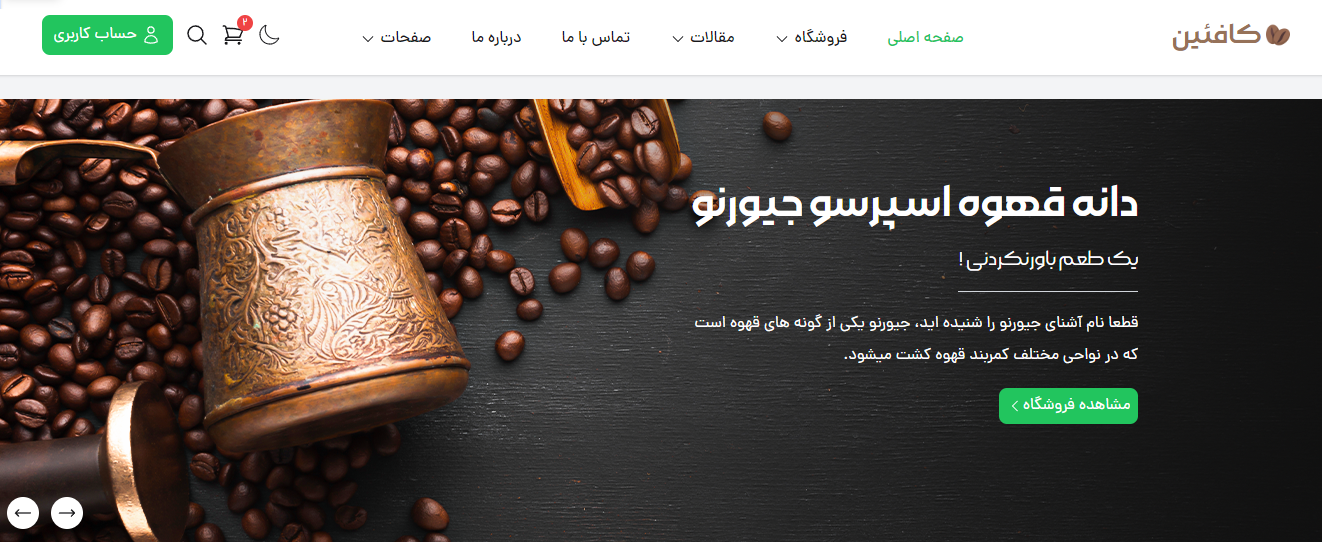 کافئین
صفحه اصلی
فروشگاه
مقالات
تماس با ما
درباره ما
صفحات
۲
حساب کاربری
دانه قهوه اسپرسو جیورنو
یک طعم باورنکردنی !
قطعا نام آشنای جیورنو را شنیده اید، جیورنو یکی از گونه های قهوه است
که در نواحی مختلف کمربند قهوه کشت میشود.
مشاهده فروشگاه